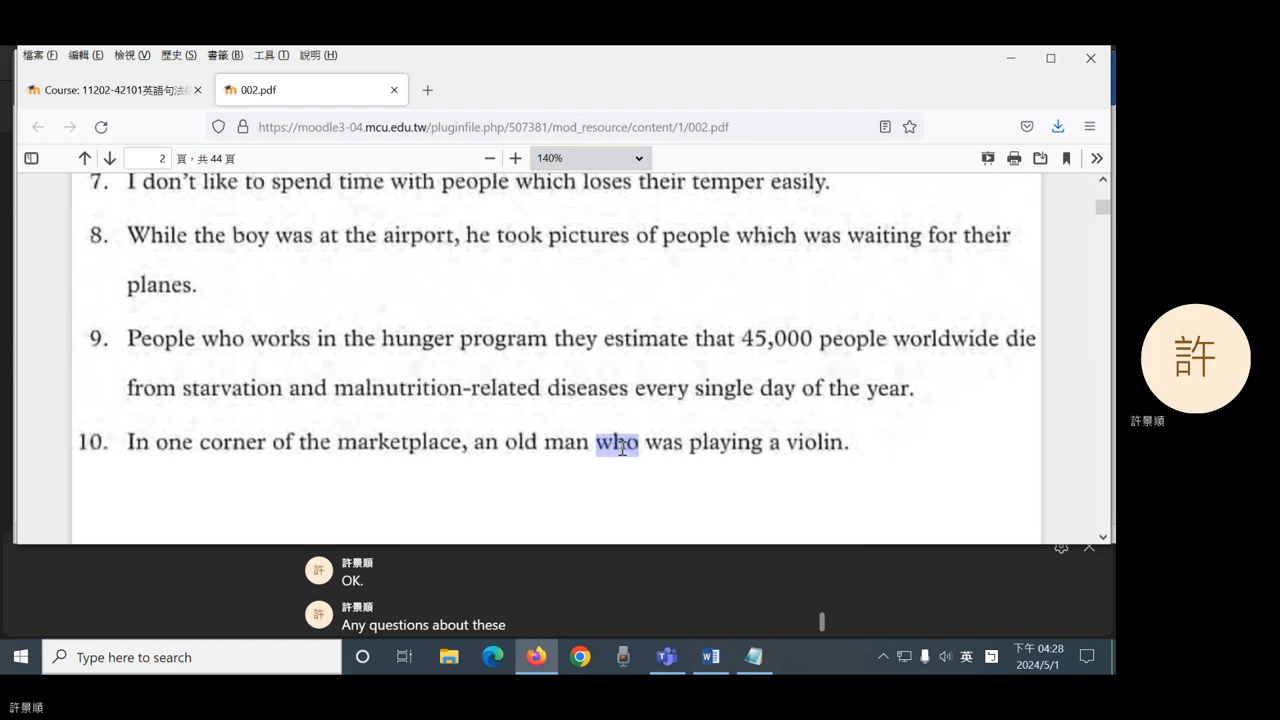 檔案 (F) 編輯 (E) 檢視 (V) 歷史 (S) 書籤 (B) 工具 (T) 說明 (H)
Course: 11202-42101英語句法 002.pdf
https://moodle3-04.mcu.edu.tw/pluginfile.php/507381/mod_resource/content/1/002.pdf
2 頁，共 44 頁 140%
7. I don't like to spend time with people which loses their temper easily.
8. While the boy was at the airport, he took pictures of people which was waiting for their
planes.
9. People who works in the hunger program they estimate that 45,000 people worldwide die
from starvation and malnutrition-related diseases every single day of the year.
10. In one corner of the marketplace, an old man who was playing a violin.
許
許景順
許 許景順
OK.
許 許景順
Any questions about these
Type here to search
英
下午 04:28
2024/5/1
許景順